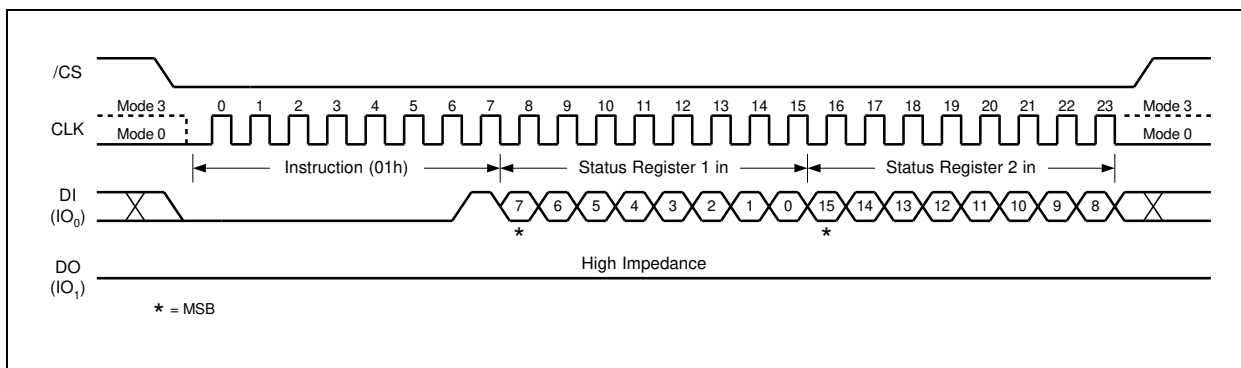 /CS
Mode 3 0 1 2 3 4 5 6 7 8 9 10 11 12 13 14 15 16 17 18 19 20 21 22 23 Mode 3
CLK
Mode 0 Mode 0
Instruction (01h) Status Register 1 in Status Register 2 in
DI
(IO₀)
7 6 5 4 3 2 1 0 15 14 13 12 11 10 9 8
* *
High Impedance
DO
(IO₁)
* = MSB